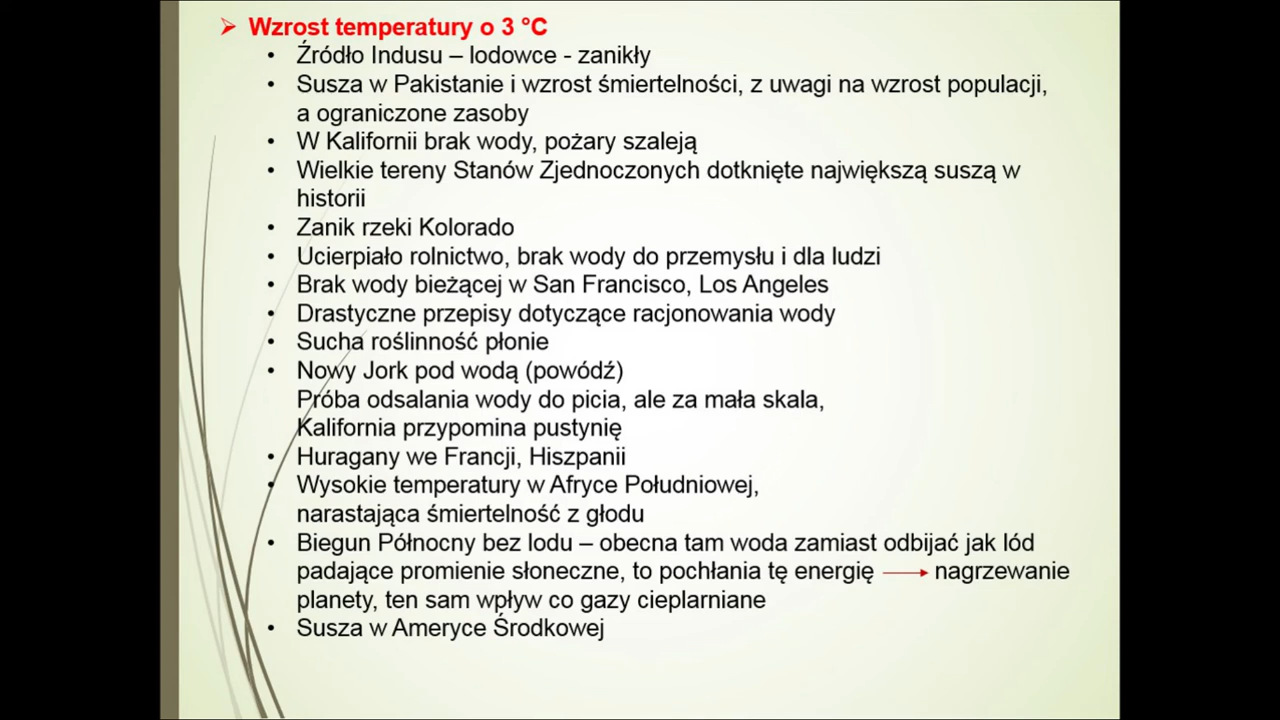 Wzrost temperatury o 3 °C
• Źródło Indusu – lodowce - zanikły
• Susza w Pakistanie i wzrost śmiertelności, z uwagi na wzrost populacji,
a ograniczone zasoby
• W Kalifornii brak wody, pożary szaleją
• Wielkie tereny Stanów Zjednoczonych dotknięte największą suszą w
historii
• Zanik rzeki Kolorado
• Ucierpiało rolnictwo, brak wody do przemysłu i dla ludzi
• Brak wody bieżącej w San Francisco, Los Angeles
• Drastyczne przepisy dotyczące racjonowania wody
• Sucha roślinność płonie
• Nowy Jork pod wodą (powódź)
Próba odsalania wody do picia, ale za mała skala,
Kalifornia przypomina pustynię
• Huragany we Francji, Hiszpanii
• Wysokie temperatury w Afryce Południowej,
narastająca śmiertelność z głodu
• Biegun Północny bez lodu – obecna tam woda zamiast odbijać jak lód
padające promienie słoneczne, to pochłania tę energię → nagrzewanie
planety, ten sam wpływ co gazy cieplarniane
• Susza w Ameryce Środkowej